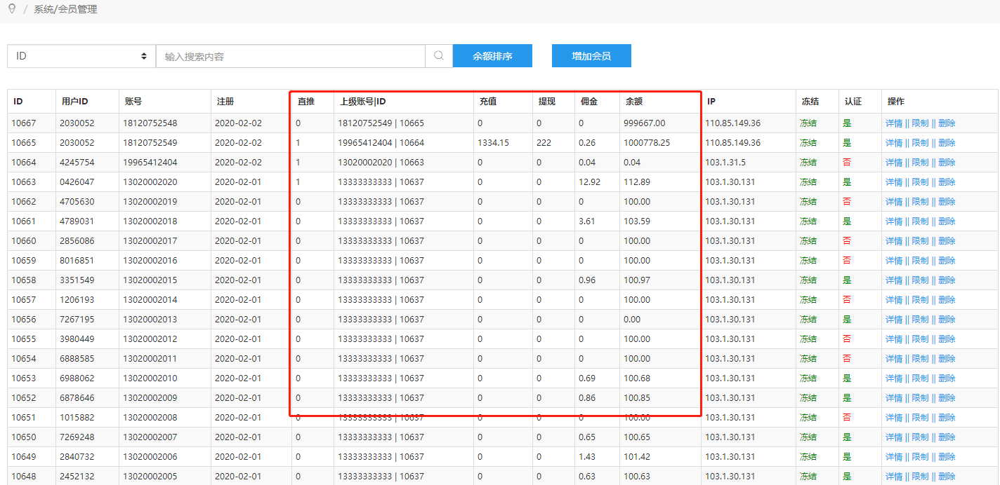 / 系统/会员管理
ID 输入搜索内容 余额排序 增加会员
ID 用户ID 账号 注册 直推 上级账号|ID 充值 提现 佣金 余额 IP 冻结 认证 操作
10667 2030052 18120752548 2020-02-02 0 18120752549 | 10665 0 0 0 999667.00 110.85.149.36 冻结 是 详情 || 限制 || 删除
10665 2030052 18120752549 2020-02-02 1 19965412404 | 10664 1334.15 222 0.26 1000778.25 110.85.149.36 冻结 是 详情 || 限制 || 删除
10664 4245754 19965412404 2020-02-02 1 13020002020 | 10663 0 0 0.04 0.04 103.1.31.5 冻结 否 详情 || 限制 || 删除
10663 0426047 13020002020 2020-02-01 1 13333333333 | 10637 0 0 12.92 112.89 103.1.30.131 冻结 是 详情 || 限制 || 删除
10662 4705630 13020002019 2020-02-01 0 13333333333 | 10637 0 0 0 100.00 103.1.30.131 冻结 否 详情 || 限制 || 删除
10661 4789031 13020002018 2020-02-01 0 13333333333 | 10637 0 0 3.61 103.59 103.1.30.131 冻结 是 详情 || 限制 || 删除
10660 2856086 13020002017 2020-02-01 0 13333333333 | 10637 0 0 0 100.00 103.1.30.131 冻结 否 详情 || 限制 || 删除
10659 8016851 13020002016 2020-02-01 0 13333333333 | 10637 0 0 0 100.00 103.1.30.131 冻结 否 详情 || 限制 || 删除
10658 3351549 13020002015 2020-02-01 0 13333333333 | 10637 0 0 0.96 100.97 103.1.30.131 冻结 是 详情 || 限制 || 删除
10657 1206193 13020002014 2020-02-01 0 13333333333 | 10637 0 0 0 100.00 103.1.30.131 冻结 否 详情 || 限制 || 删除
10656 7267195 13020002013 2020-02-01 0 13333333333 | 10637 0 0 0 0.00 103.1.30.131 冻结 是 详情 || 限制 || 删除
10655 3980449 13020002012 2020-02-01 0 13333333333 | 10637 0 0 0 100.00 103.1.30.131 冻结 否 详情 || 限制 || 删除
10654 6888585 13020002011 2020-02-01 0 13333333333 | 10637 0 0 0 100.00 103.1.30.131 冻结 否 详情 || 限制 || 删除
10653 6988062 13020002010 2020-02-01 0 13333333333 | 10637 0 0 0.69 100.68 103.1.30.131 冻结 是 详情 || 限制 || 删除
10652 6878646 13020002009 2020-02-01 0 13333333333 | 10637 0 0 0.86 100.85 103.1.30.131 冻结 是 详情 || 限制 || 删除
10651 1015882 13020002008 2020-02-01 0 13333333333 | 10637 0 0 0 100.00 103.1.30.131 冻结 否 详情 || 限制 || 删除
10650 7269248 13020002007 2020-02-01 0 13333333333 | 10637 0 0 0.65 100.65 103.1.30.131 冻结 是 详情 || 限制 || 删除
10649 2840732 13020002006 2020-02-01 0 13333333333 | 10637 0 0 1.43 101.42 103.1.30.131 冻结 是 详情 || 限制 || 删除
10648 2452132 13020002005 2020-02-01 0 13333333333 | 10637 0 0 0.63 100.63 103.1.30.131 冻结 是 详情 || 限制 || 删除